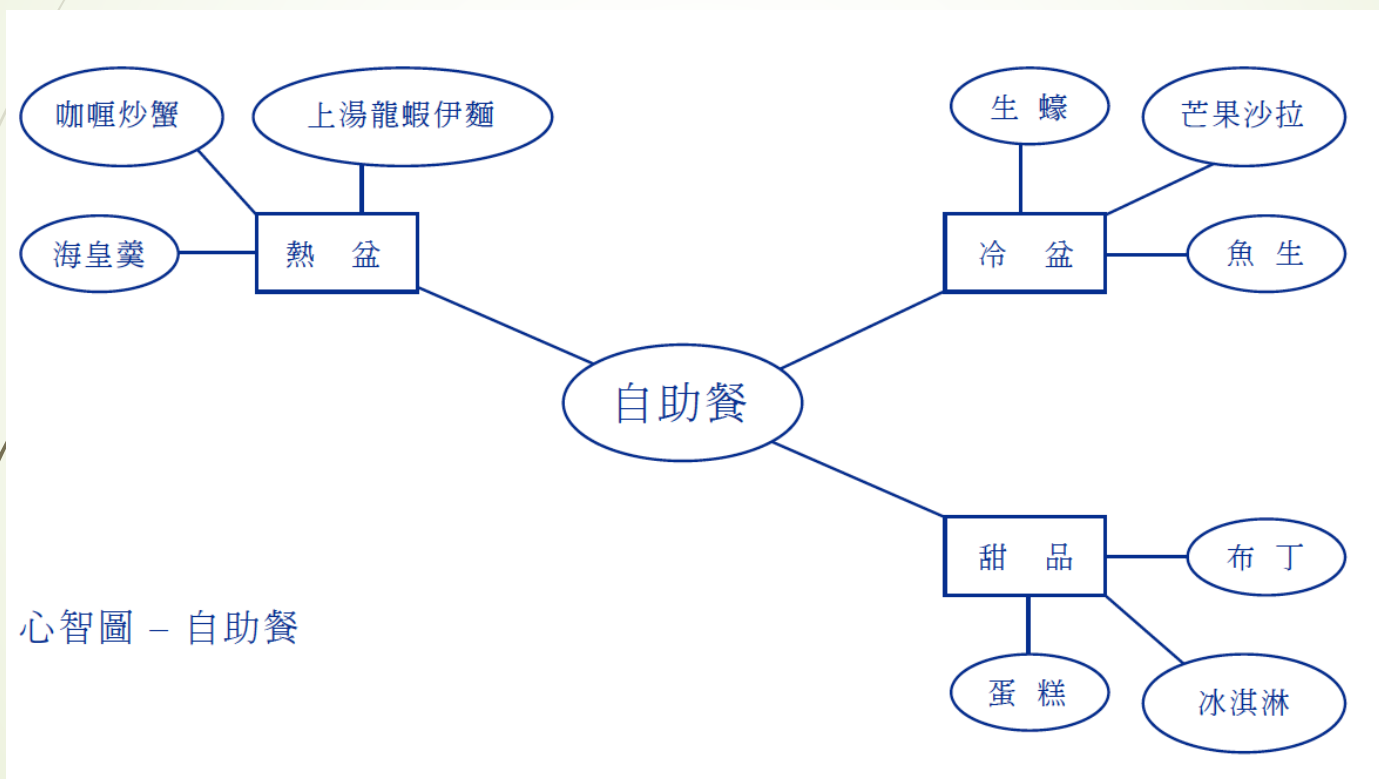 咖喱炒蟹
上湯龍蝦伊麵
海皇羹
熱 盆
生 蠔
芒果沙拉
冷 盆
魚 生
自助餐
甜 品
布 丁
蛋 糕
冰淇淋
心智圖 – 自助餐